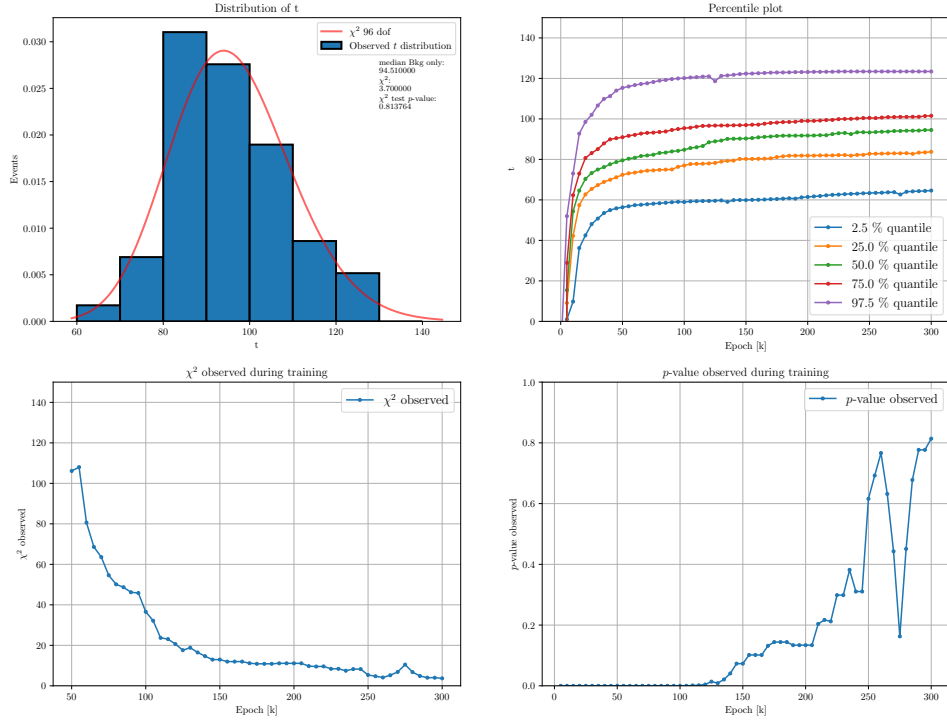 Distribution of t
0.030
0.025
0.020
0.015
0.010
0.005
0.000
Events
60
80
100
120
140
t
χ² 96 dof
Observed t distribution
median Bkg only:
94.510000
χ²:
3.700000
χ² test p-value:
0.813764
Percentile plot
140
120
100
80
60
40
20
0
t
0
50
100
150
200
250
300
Epoch [k]
2.5 % quantile
25.0 % quantile
50.0 % quantile
75.0 % quantile
97.5 % quantile
χ² observed during training
140
120
100
80
60
40
20
0
χ² observed
50
100
150
200
250
300
Epoch [k]
χ² observed
p-value observed during training
1.0
0.8
0.6
0.4
0.2
0.0
p-value observed
0
50
100
150
200
250
300
Epoch [k]
p-value observed